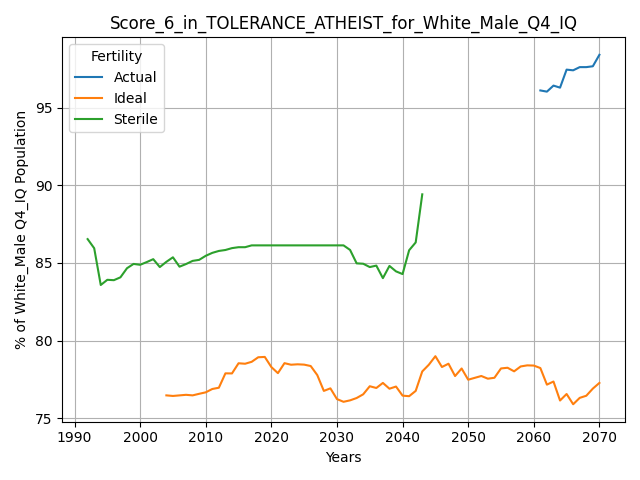 Score_6_in_TOLERANCE_ATHEIST_for_White_Male_Q4_IQ
Fertility
Actual
Ideal
Sterile
% of White_Male Q4_IQ Population
95
90
85
80
75
1990 2000 2010 2020 2030 2040 2050 2060 2070
Years